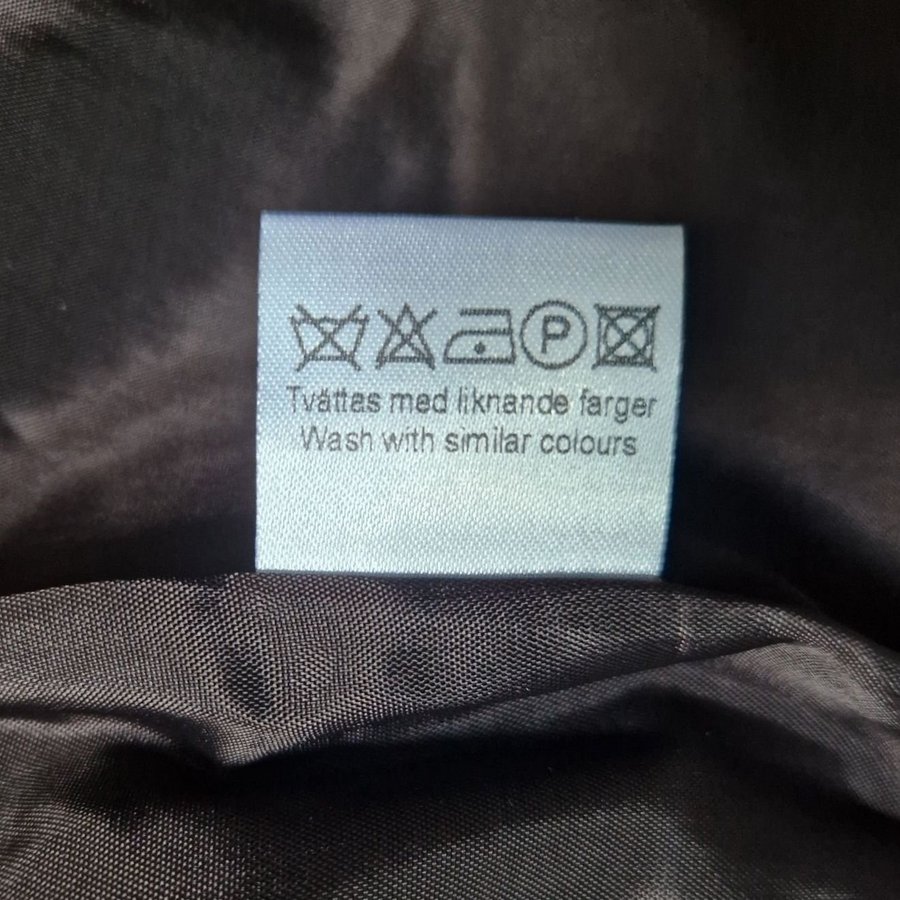 P
Tvättas med liknande farger
Wash with similar colours